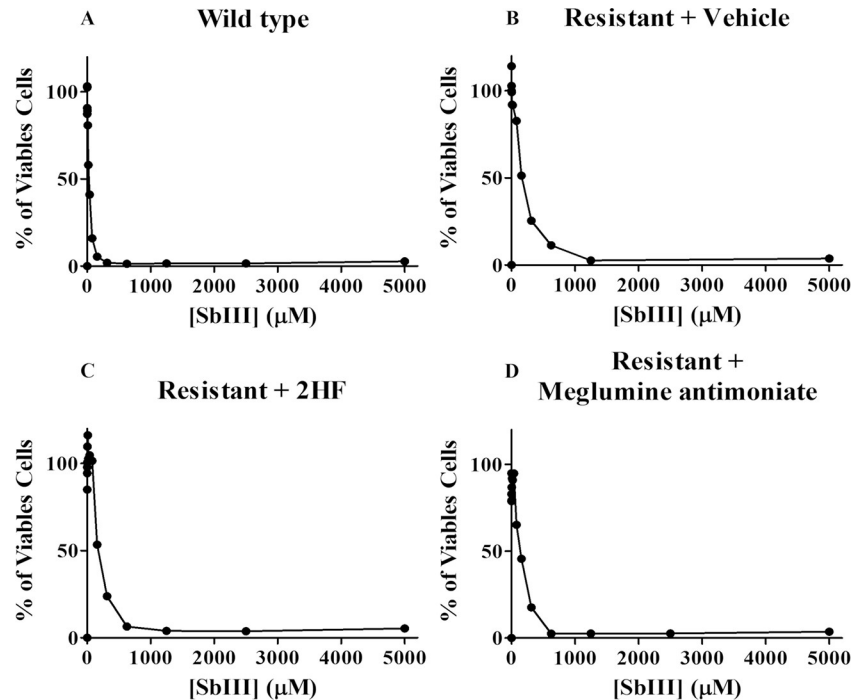 A
Wild type
% of Viables Cells
100
50
0
0 1000 2000 3000 4000 5000
[SbIII] (μM)
B
Resistant + Vehicle
% of Viables Cells
100
50
0
0 1000 2000 3000 4000 5000
[SbIII] (μM)
C
Resistant + 2HF
% of Viables Cells
100
50
0
0 1000 2000 3000 4000 5000
[SbIII] (μM)
D
Resistant +
Meglumine antimoniate
% of Viables Cells
100
50
0
0 1000 2000 3000 4000 5000
[SbIII] (μM)